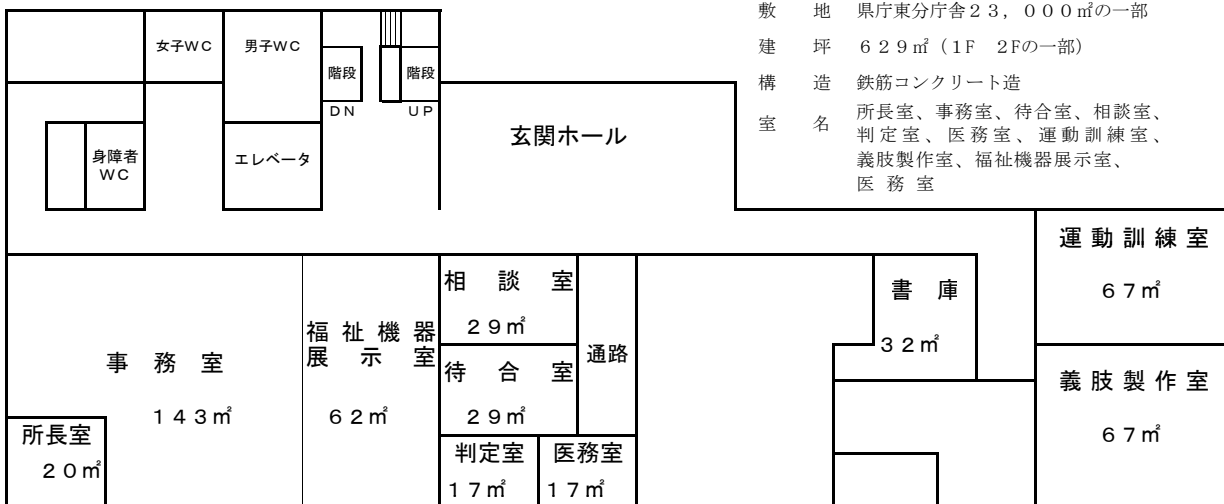 敷　地　県庁東分庁舎２３，０００㎡の一部
建　坪　６２９㎡（１F　２Fの一部）
構　造　鉄筋コンクリート造
室　名　所長室、事務室、待合室、相談室、
判定室、医務室、運動訓練室、
義肢製作室、福祉機器展示室、
医 務 室
女子ＷＣ
男子ＷＣ
階段
階段
ＤＮ
ＵＰ
玄関ホール
身障者
ＷＣ
エレベータ
運 動 訓 練 室
６７㎡
相　談　室
２９㎡
書　庫
３２㎡
福 祉 機 器
展　示　室
６２㎡
通路
事　務　室
１４３㎡
待　合　室
２９㎡
義 肢 製 作 室
６７㎡
所長室
２０㎡
判定室
１７㎡
医務室
１７㎡